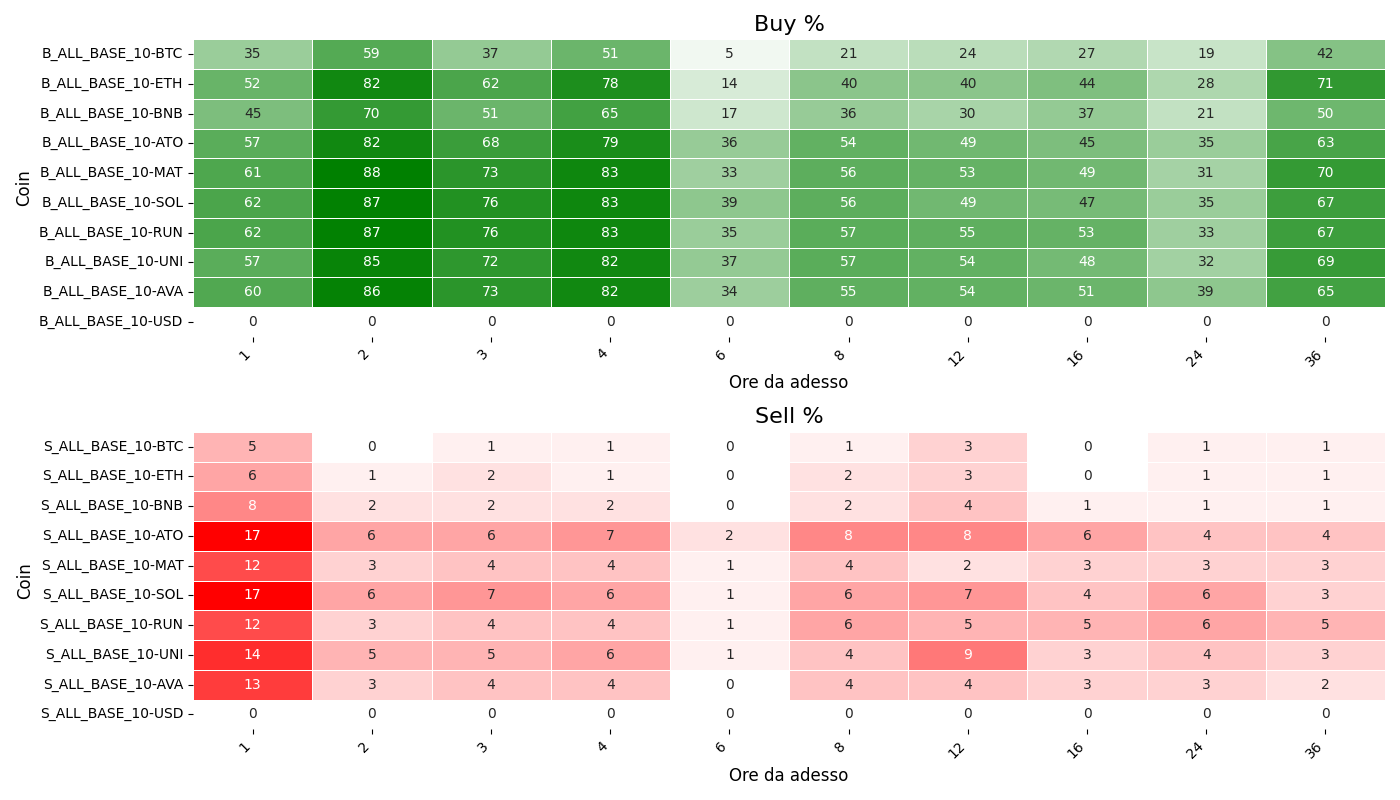 Buy %
Coin
B_ALL_BASE_10-BTC 35 59 37 51 5 21 24 27 19 42
B_ALL_BASE_10-ETH 52 82 62 78 14 40 40 44 28 71
B_ALL_BASE_10-BNB 45 70 51 65 17 36 30 37 21 50
B_ALL_BASE_10-ATO 57 82 68 79 36 54 49 45 35 63
B_ALL_BASE_10-MAT 61 88 73 83 33 56 53 49 31 70
B_ALL_BASE_10-SOL 62 87 76 83 39 56 49 47 35 67
B_ALL_BASE_10-RUN 62 87 76 83 35 57 55 53 33 67
B_ALL_BASE_10-UNI 57 85 72 82 37 57 54 48 32 69
B_ALL_BASE_10-AVA 60 86 73 82 34 55 54 51 39 65
B_ALL_BASE_10-USD 0 0 0 0 0 0 0 0 0 0
1 2 3 4 6 8 12 16 24 36
Ore da adesso
Sell %
Coin
S_ALL_BASE_10-BTC 5 0 1 1 0 1 3 0 1 1
S_ALL_BASE_10-ETH 6 1 2 1 0 2 3 0 1 1
S_ALL_BASE_10-BNB 8 2 2 2 0 2 4 1 1 1
S_ALL_BASE_10-ATO 17 6 6 7 2 8 8 6 4 4
S_ALL_BASE_10-MAT 12 3 4 4 1 4 2 3 3 3
S_ALL_BASE_10-SOL 17 6 7 6 1 6 7 4 6 3
S_ALL_BASE_10-RUN 12 3 4 4 1 6 5 5 6 5
S_ALL_BASE_10-UNI 14 5 5 6 1 4 9 3 4 3
S_ALL_BASE_10-AVA 13 3 4 4 0 4 4 3 3 2
S_ALL_BASE_10-USD 0 0 0 0 0 0 0 0 0 0
1 2 3 4 6 8 12 16 24 36
Ore da adesso